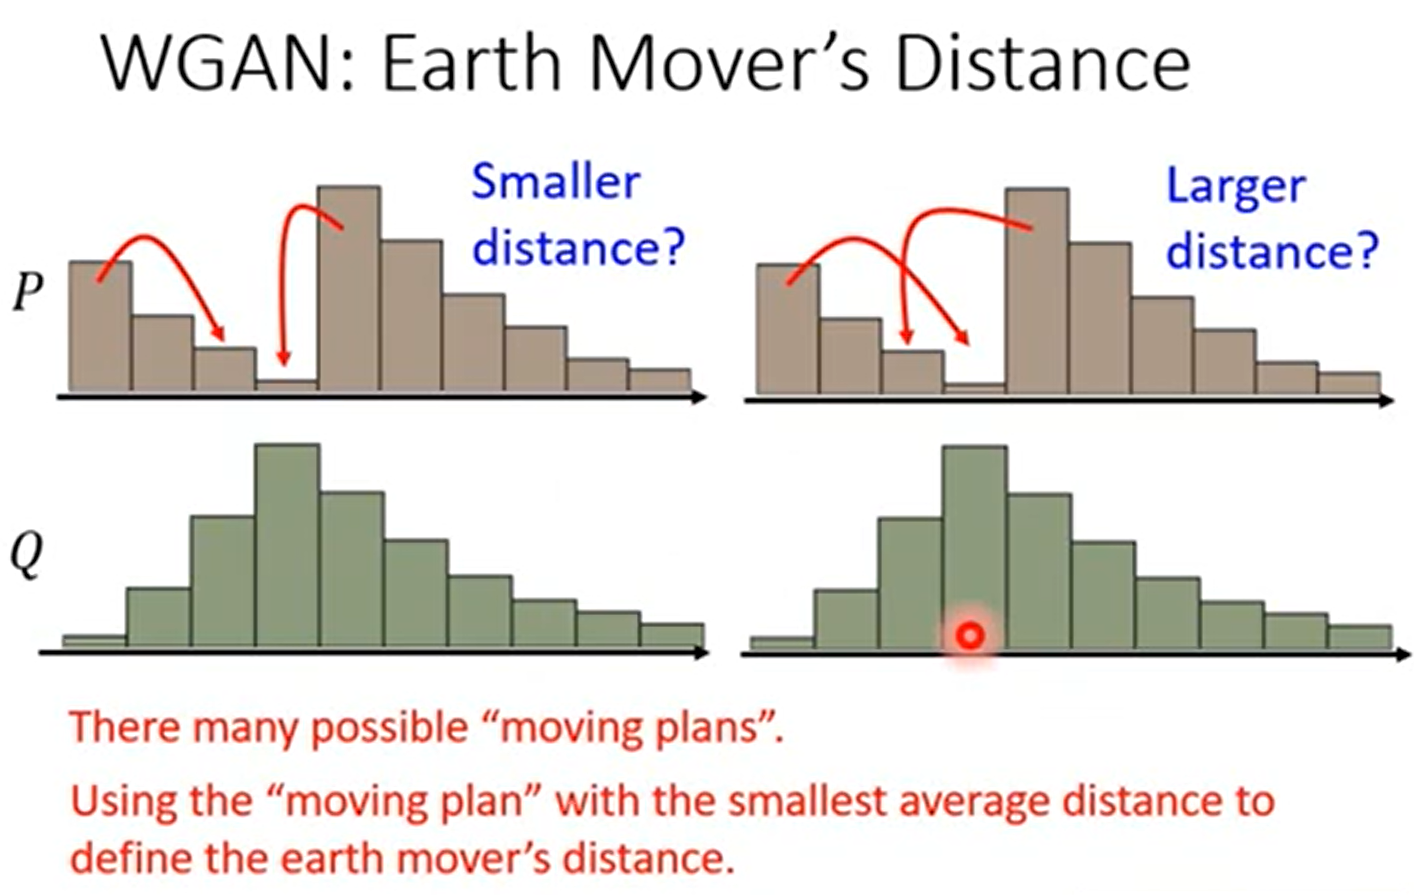 WGAN: Earth Mover’s Distance
Smaller
distance?
Larger
distance?
P
Q
There many possible “moving plans”.
Using the “moving plan” with the smallest average distance to
define the earth mover’s distance.